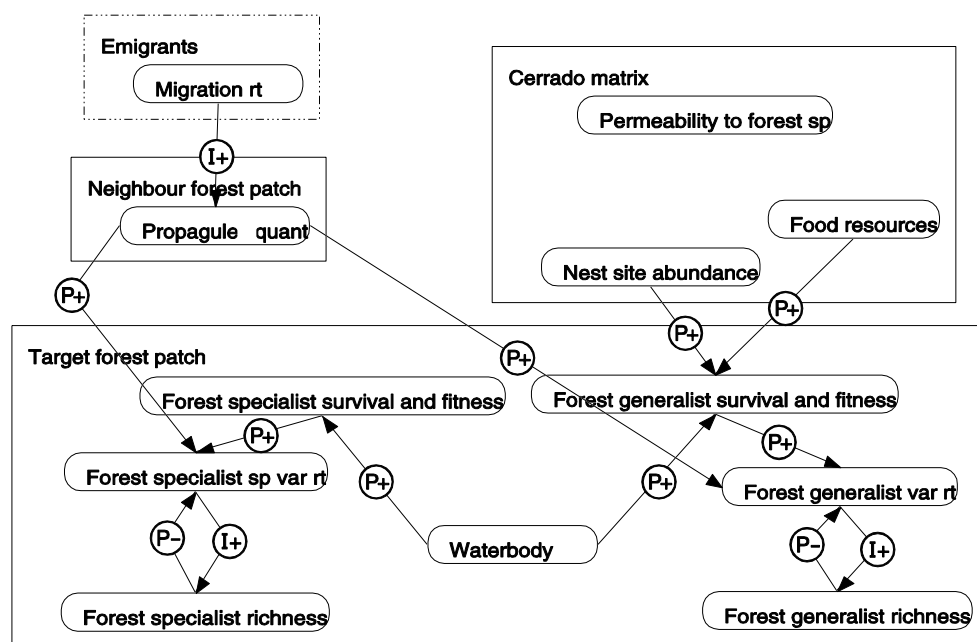 Emigrants
Migration rt
I+
Neighbour forest patch
Propagule quant
Cerrado matrix
Permeability to forest sp
Food resources
Nest site abundance
P+
P+
P+
P+
Target forest patch
Forest specialist survival and fitness
Forest generalist survival and fitness
P+
P+
P+
P+
Forest specialist sp var rt
Forest generalist var rt
Waterbody
P-
I+
P-
I+
Forest specialist richness
Forest generalist richness